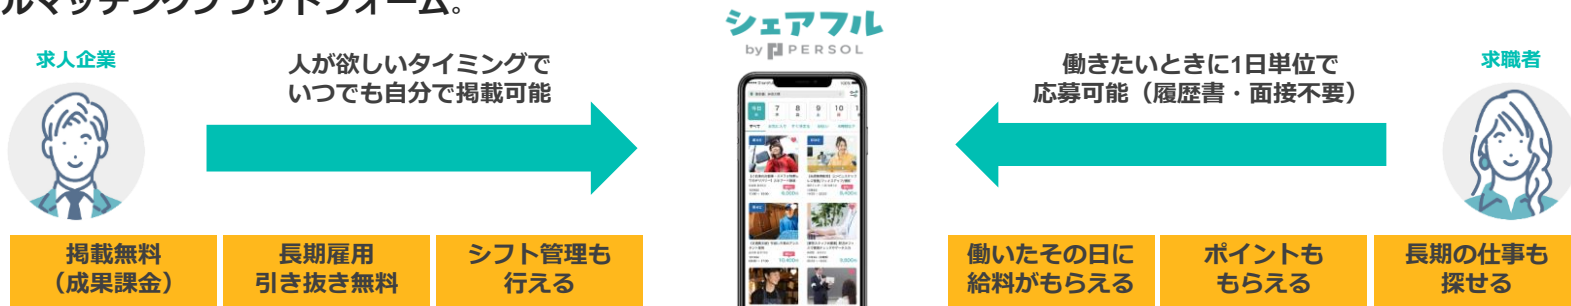 ルマッチングプラットフォーム。
シェアフル
by PERSOL
求人企業
人が欲しいタイミングで
いつでも自分で掲載可能
働きたいときに1日単位で
応募可能（履歴書・面接不要）
求職者
7
8
9
10
掲載無料
（成果課金）
長期雇用
引き抜き無料
シフト管理も
行える
働いたその日に
給料がもらえる
ポイントも
もらえる
長期の仕事も
探せる